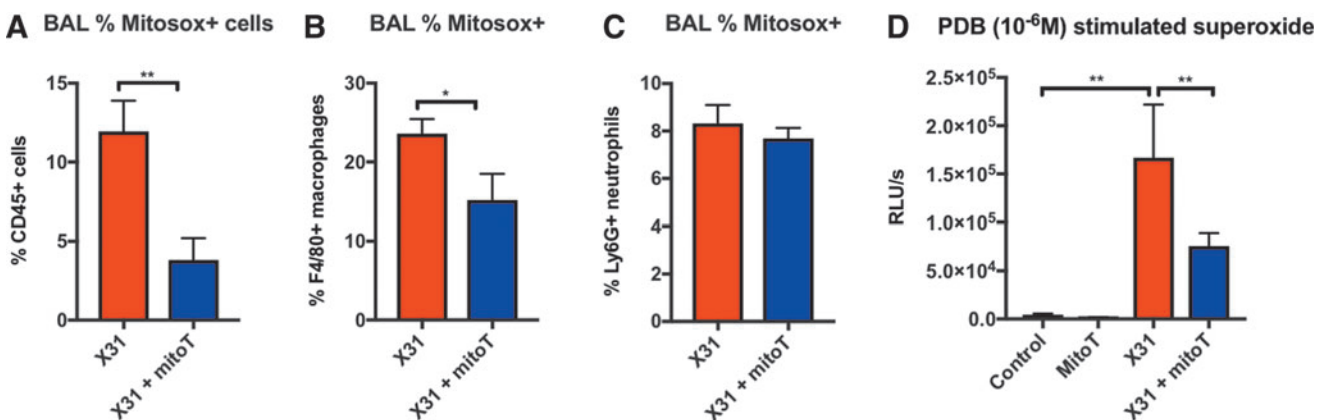 A BAL % Mitosox+ cells
% CD45+ cells
15
10
5
0
**
X31
X31 + mitoT
B BAL % Mitosox+
% F4/80+ macrophages
30
20
10
0
*
X31
X31 + mitoT
C BAL % Mitosox+
% Ly6G+ neutrophils
10
8
6
4
2
0
X31
X31 + mitoT
D PDB (10⁻⁶M) stimulated superoxide
RLU/s
2.5×10⁵
2.0×10⁵
1.5×10⁵
1.0×10⁵
5.0×10⁴
0.0
** **
Control
MitoT
X31
X31 + mitoT